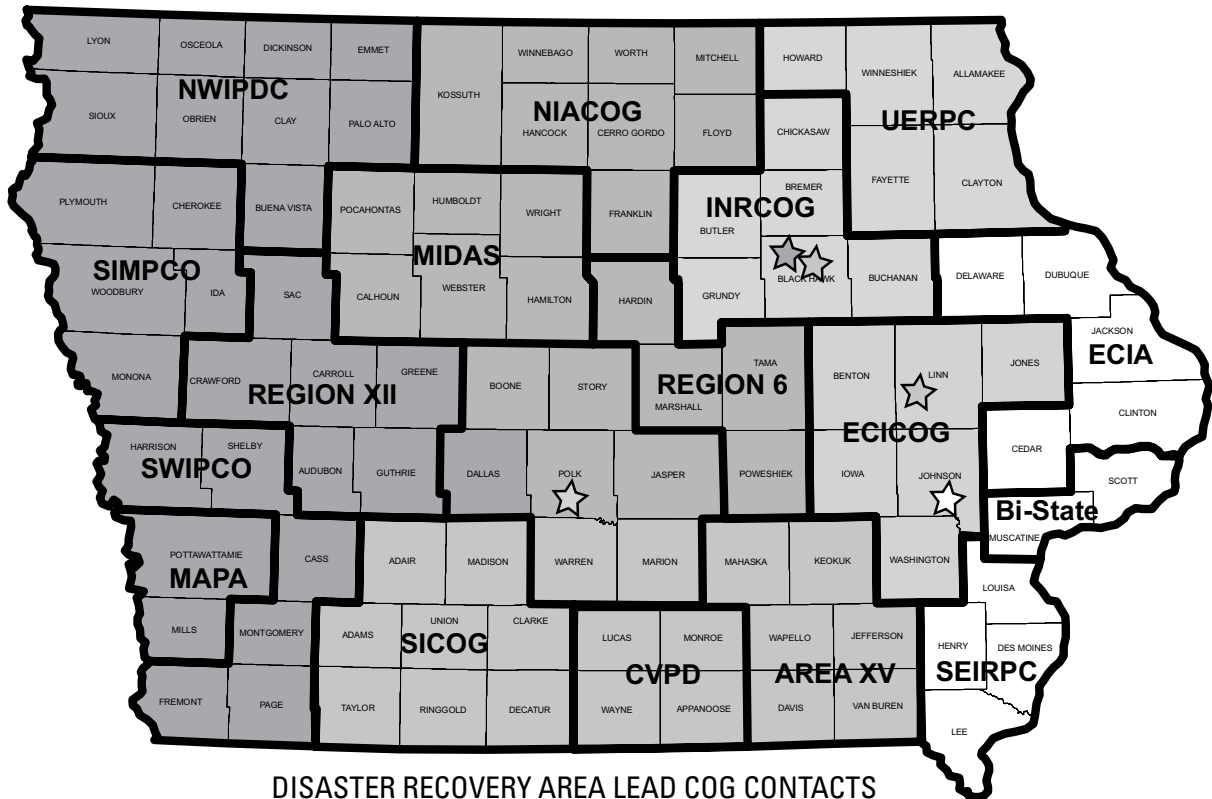 LYON
OSCEOLA
DICKINSON
EMMET
KOSSUTH
WINNEBAGO
WORTH
MITCHELL
HOWARD
WINNESHIEK
ALLAMAKEE
NWIPDC
NIACOG
UERPC
SIOUX
OBRIEN
CLAY
PALO ALTO
HANCOCK
CERRO GORDO
FLOYD
CHICKASAW
FAYETTE
CLAYTON
PLYMOUTH
CHEROKEE
BUENA VISTA
POCAHONTAS
HUMBOLDT
WRIGHT
FRANKLIN
BREMER
INRCOG
BUTLER
SIMPCO
MIDAS
WOODBURY
IDA
SAC
CALHOUN
WEBSTER
HAMILTON
HARDIN
GRUNDY
BLACK HAWK
BUCHANAN
DELAWARE
DUBUQUE
JACKSON
ECIA
MONONA
CRAWFORD
CARROLL
GREENE
REGION XII
BOONE
STORY
REGION 6
MARSHALL
TAMA
BENTON
LINN
JONES
CLINTON
ECICOG
HARRISON
SHELBY
SWIPCO
AUDUBON
GUTHRIE
DALLAS
POLK
JASPER
POWESHIEK
IOWA
JOHNSON
CEDAR
SCOTT
Bi-State
MUSCATINE
POTTAWATTAMIE
MAPA
CASS
ADAIR
MADISON
WARREN
MARION
MAHASKA
KEOKUK
WASHINGTON
LOUISA
MILLS
MONTGOMERY
ADAMS
UNION
CLARKE
SICOG
LUCAS
MONROE
CVPD
WAPELLO
JEFFERSON
AREA XV
HENRY
DES MOINES
SEIRPC
FREMONT
PAGE
TAYLOR
RINGGOLD
DECATUR
WAYNE
APPANOOSE
DAVIS
VAN BUREN
LEE
DISASTER RECOVERY AREA LEAD COG CONTACTS